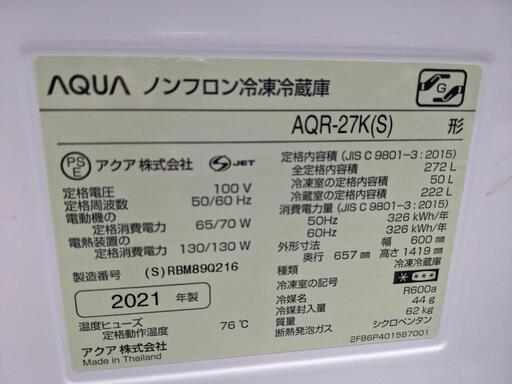 AQUA ノンフロン冷凍冷蔵庫
G
AQR-27K(S) 形
PS E アクア株式会社 S JET
定格電圧 100 V
定格周波数 50/60 Hz
電動機の
定格消費電力 65/70 W
電熱装置の
定格消費電力 130/130 W
製造番号 (S)RBM89Q216
2021 年製
温度ヒューズ
定格動作温度 76℃
アクア株式会社
Made in Thailand
定格内容積 (JIS C 9801-3:2015)
全定格内容積 272 L
冷凍室の定格内容積 50 L
冷蔵室の定格内容積 222 L
消費電力量 (JIS C 9801-3:2015)
50Hz 326 kWh/年
60Hz 326 kWh/年
外形寸法 幅 600 mm
奥行 657 mm 高さ 1419 mm
種類 冷凍冷蔵庫
冷凍室の記号 * ***
冷媒名 R600a
冷媒封入量 44 g
質量 62 kg
断熱発泡ガス シクロペンタン
2FB6P401587001